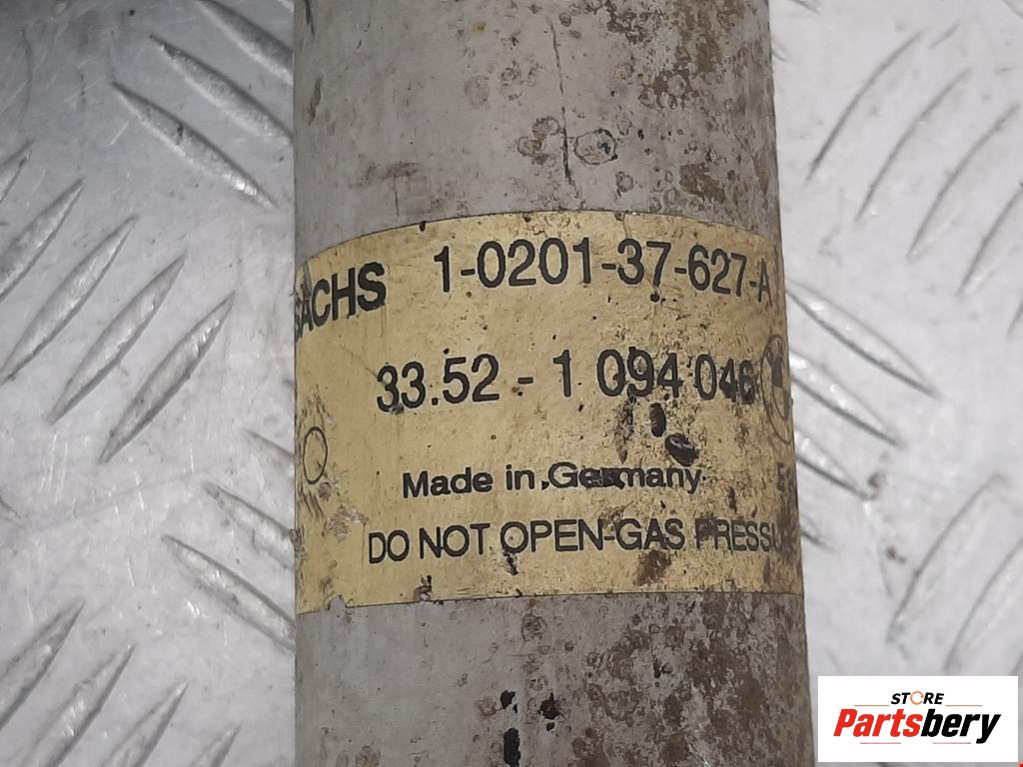 SACHS 1-0201-37-627-A
33.52 - 1 094 046
Made in Germany
DO NOT OPEN-GAS PRESSU
STORE
Partsbery